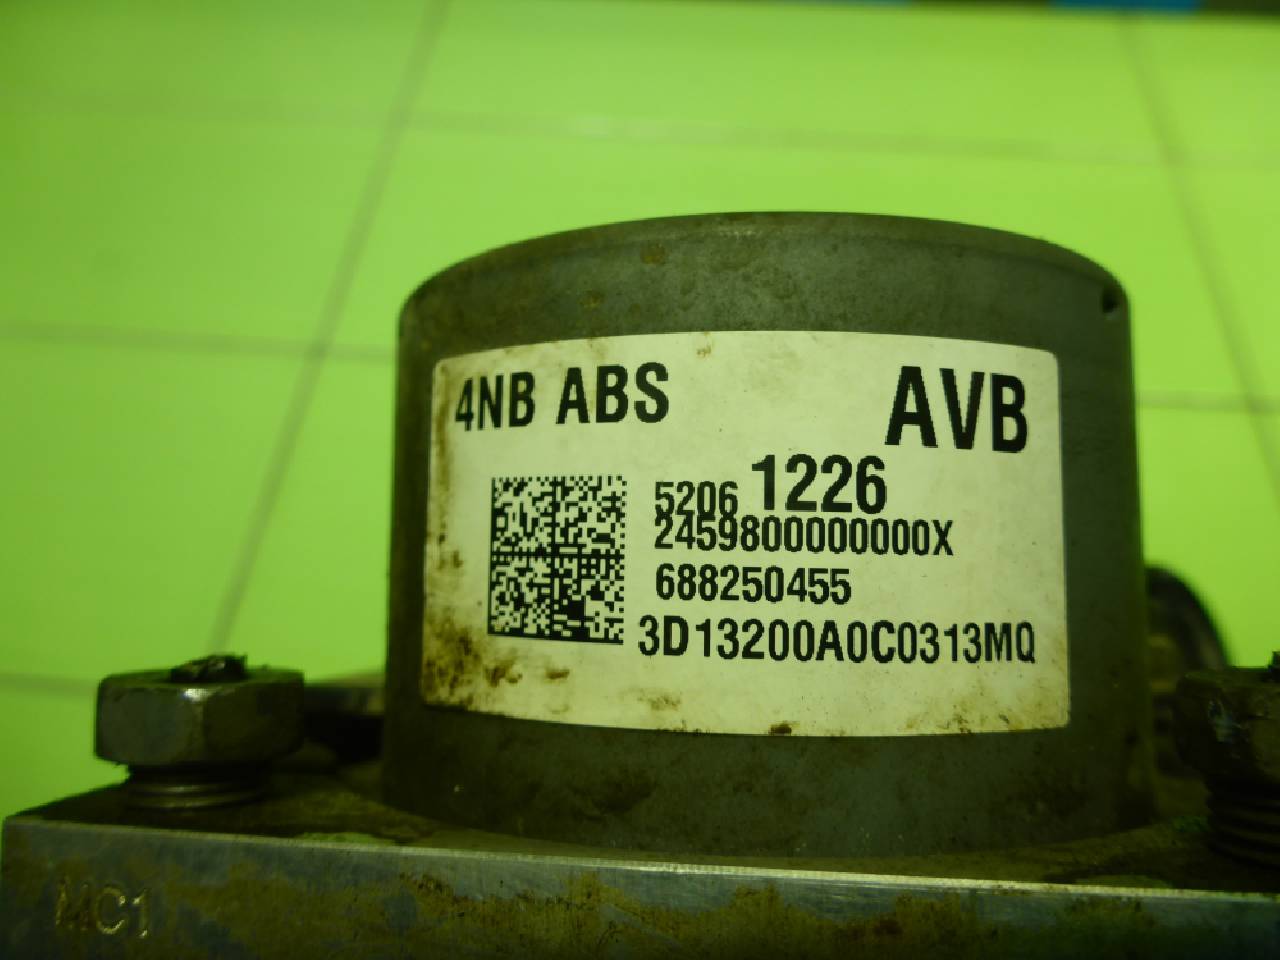 4NB ABS AVB
5206 1226
2459800000000X
688250455
3D13200A0C0313MQ
MC1